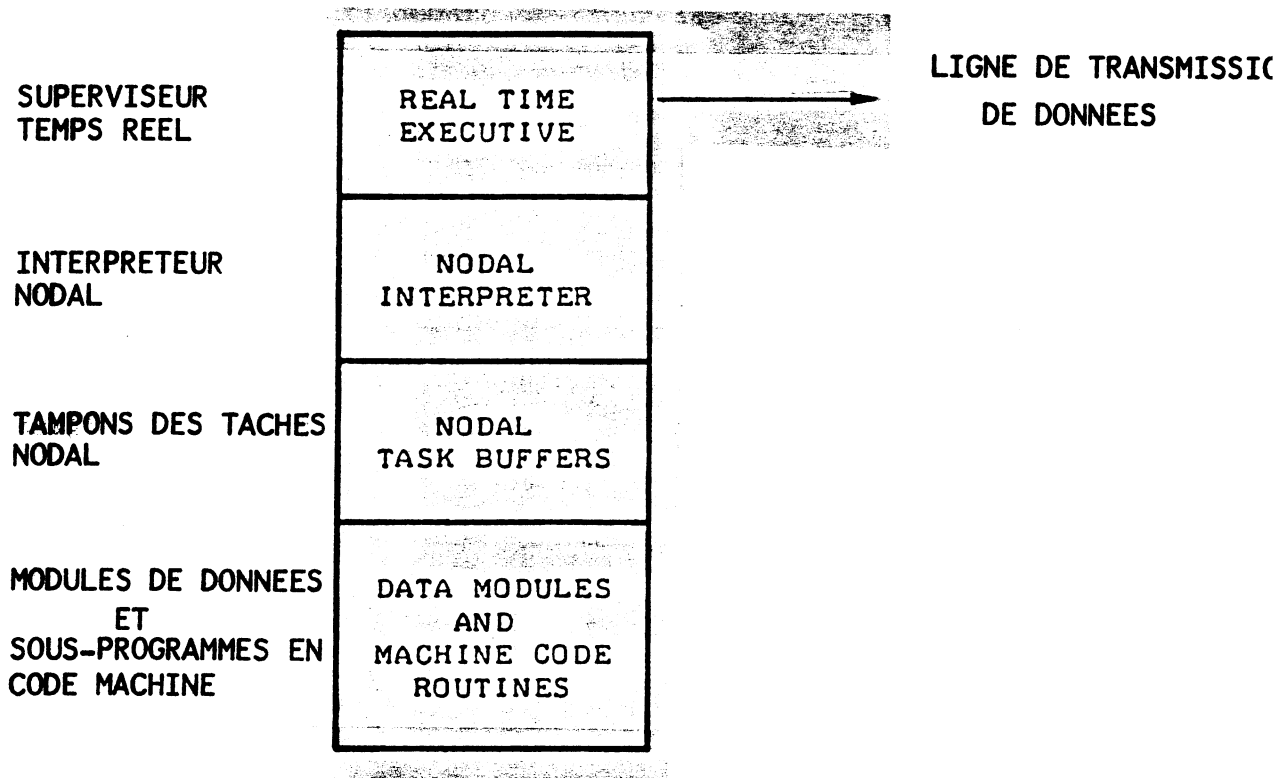 SUPERVISEUR
TEMPS REEL
REAL TIME
EXECUTIVE
LIGNE DE TRANSMISSI
DE DONNEES
INTERPRETEUR
NODAL
NODAL
INTERPRETER
TAMPONS DES TACHES
NODAL
NODAL
TASK BUFFERS
MODULES DE DONNEES
ET
SOUS-PROGRAMMES EN
CODE MACHINE
DATA MODULES
AND
MACHINE CODE
ROUTINES